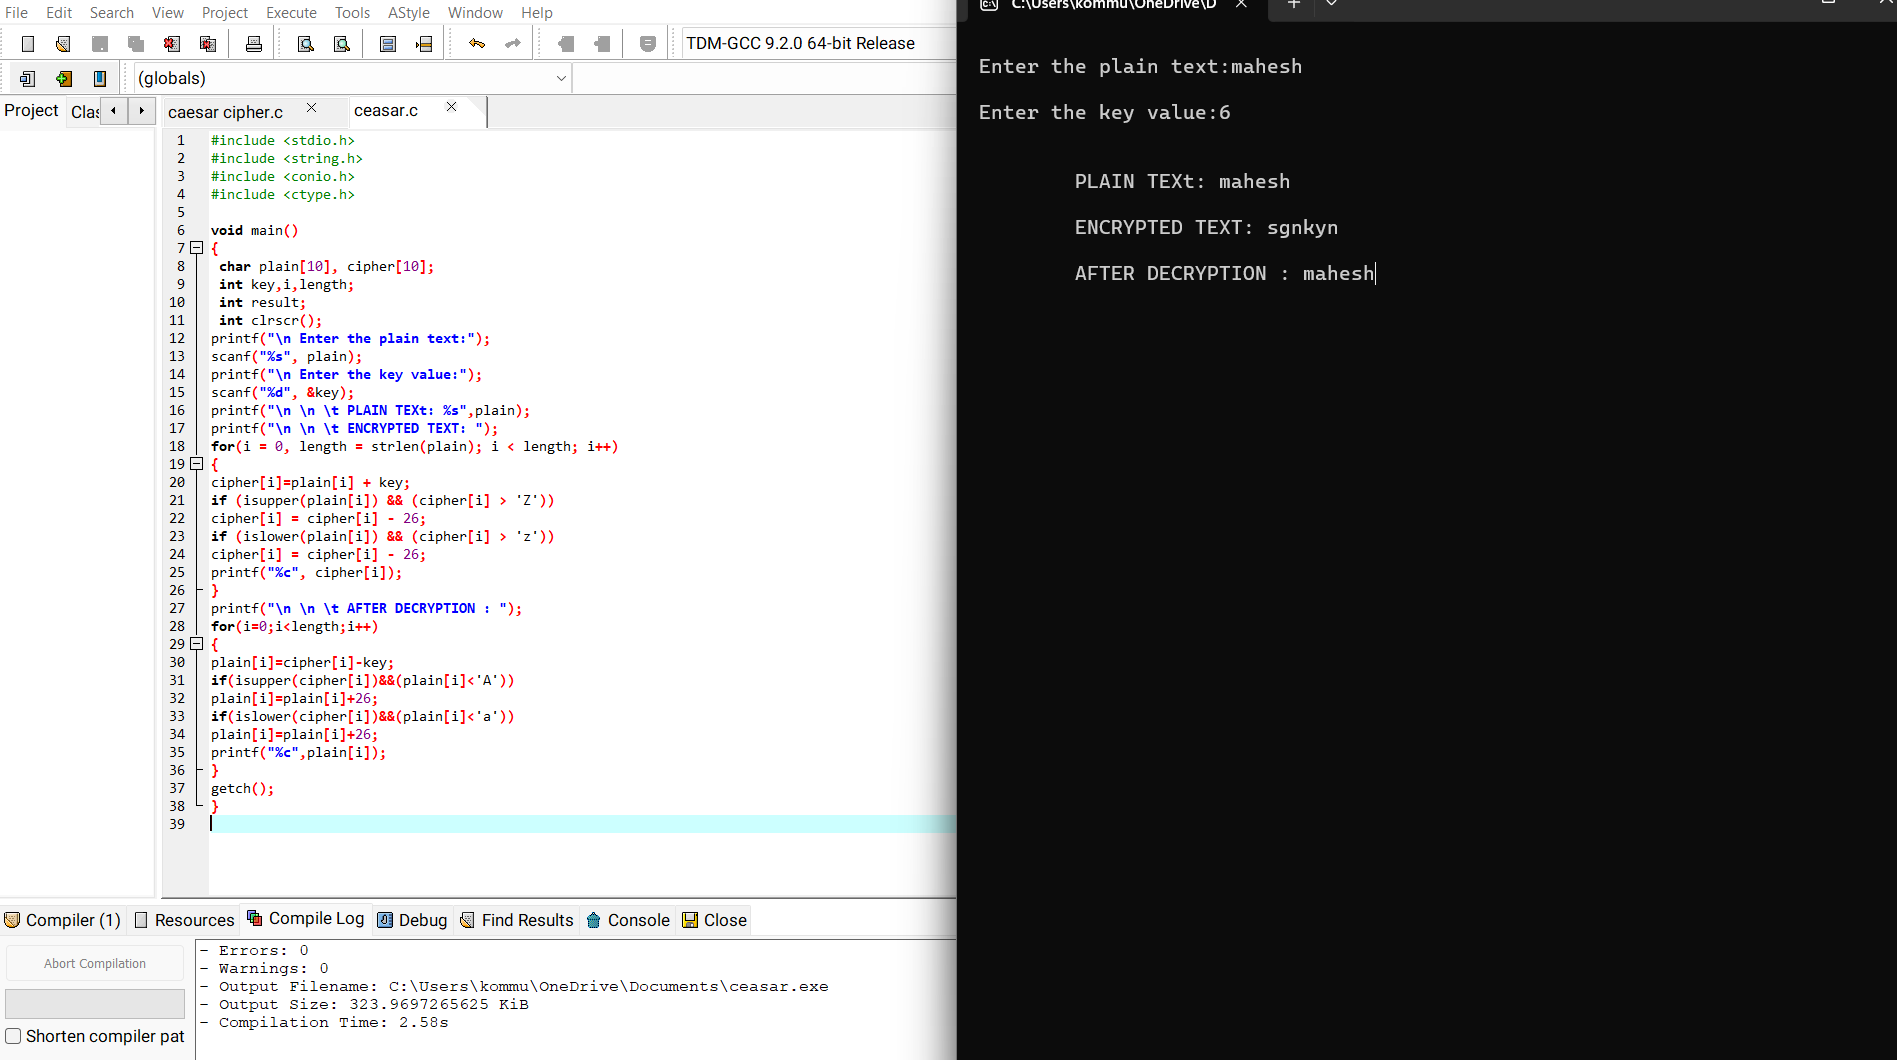 File Edit Search View Project Execute Tools AStyle Window Help
TDM-GCC 9.2.0 64-bit Release
(globals)
Project Clas
caesar cipher.c
ceasar.c
1 #include <stdio.h>
2 #include <string.h>
3 #include <conio.h>
4 #include <ctype.h>
5
6 void main()
7 {
8 char plain[10], cipher[10];
9 int key,i,length;
10 int result;
11 int clrscr();
12 printf("\n Enter the plain text:");
13 scanf("%s", plain);
14 printf("\n Enter the key value:");
15 scanf("%d", &key);
16 printf("\n \n \t PLAIN TEXt: %s",plain);
17 printf("\n \n \t ENCRYPTED TEXT: ");
18 for(i = 0, length = strlen(plain); i < length; i++)
19 {
20 cipher[i]=plain[i] + key;
21 if (isupper(plain[i]) && (cipher[i] > 'Z'))
22 cipher[i] = cipher[i] - 26;
23 if (islower(plain[i]) && (cipher[i] > 'z'))
24 cipher[i] = cipher[i] - 26;
25 printf("%c", cipher[i]);
26 }
27 printf("\n \n \t AFTER DECRYPTION : ");
28 for(i=0;i<length;i++)
29 {
30 plain[i]=cipher[i]-key;
31 if(isupper(cipher[i])&&(plain[i]<'A'))
32 plain[i]=plain[i]+26;
33 if(islower(cipher[i])&&(plain[i]<'a'))
34 plain[i]=plain[i]+26;
35 printf("%c",plain[i]);
36 }
37 getch();
38 }
39
Compiler (1) Resources Compile Log Debug Find Results Console Close
Abort Compilation
Shorten compiler pat
- Errors: 0
- Warnings: 0
- Output Filename: C:\Users\kommu\OneDrive\Documents\ceasar.exe
- Output Size: 323.9697265625 KiB
- Compilation Time: 2.58s
C:\Users\kommu\OneDrive\D
Enter the plain text:mahesh
Enter the key value:6
PLAIN TEXt: mahesh
ENCRYPTED TEXT: sgnkyn
AFTER DECRYPTION : mahesh